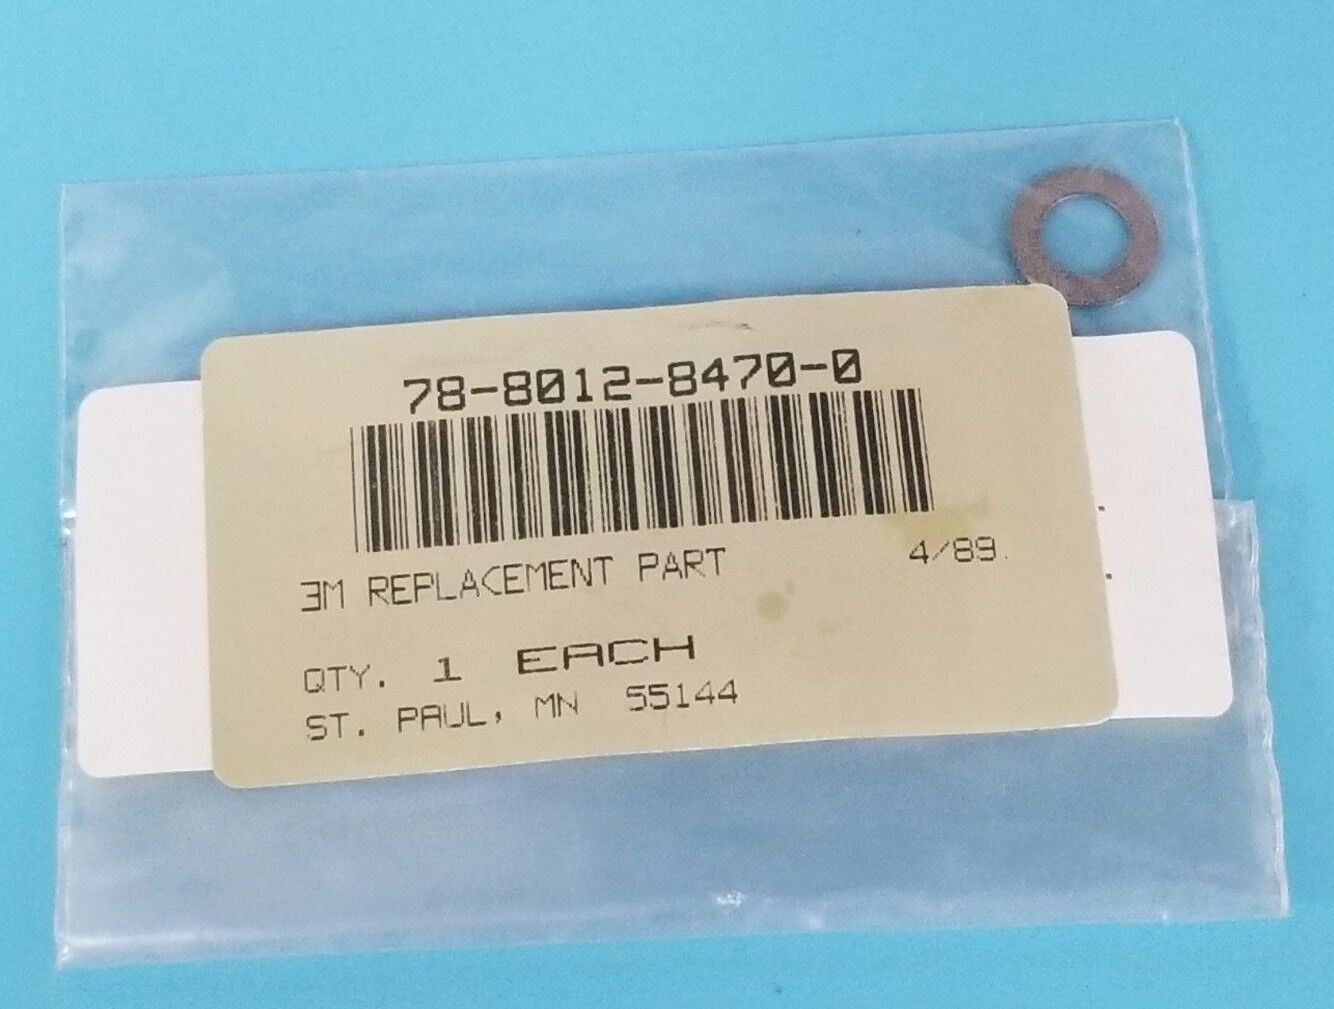 78-8012-8470-0
3M REPLACEMENT PART 4/89.
QTY. 1 EACH
ST. PAUL, MN 55144